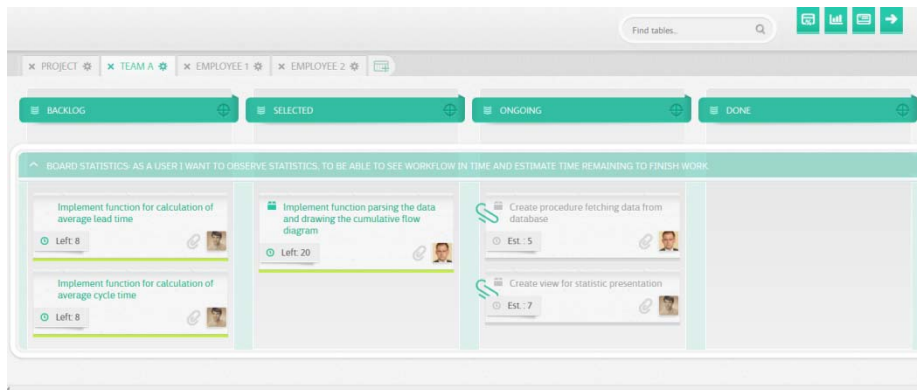 Find tables..
PROJECT
TEAM A
EMPLOYEE 1
EMPLOYEE 2
BACKLOG
SELECTED
ONGOING
DONE
BOARD STATISTICS: AS A USER I WANT TO OBSERVE STATISTICS, TO BE ABLE TO SEE WORKFLOW IN TIME AND ESTIMATE TIME REMAINING TO FINISH WORK.
Implement function for calculation of
average lead time
Left: 8
Implement function for calculation of
average cycle time
Left: 8
Implement function parsing the data
and drawing the cumulative flow
diagram
Left: 20
Create procedure fetching data from
database
Est. : 5
Create view for statistic presentation
Est. : 7